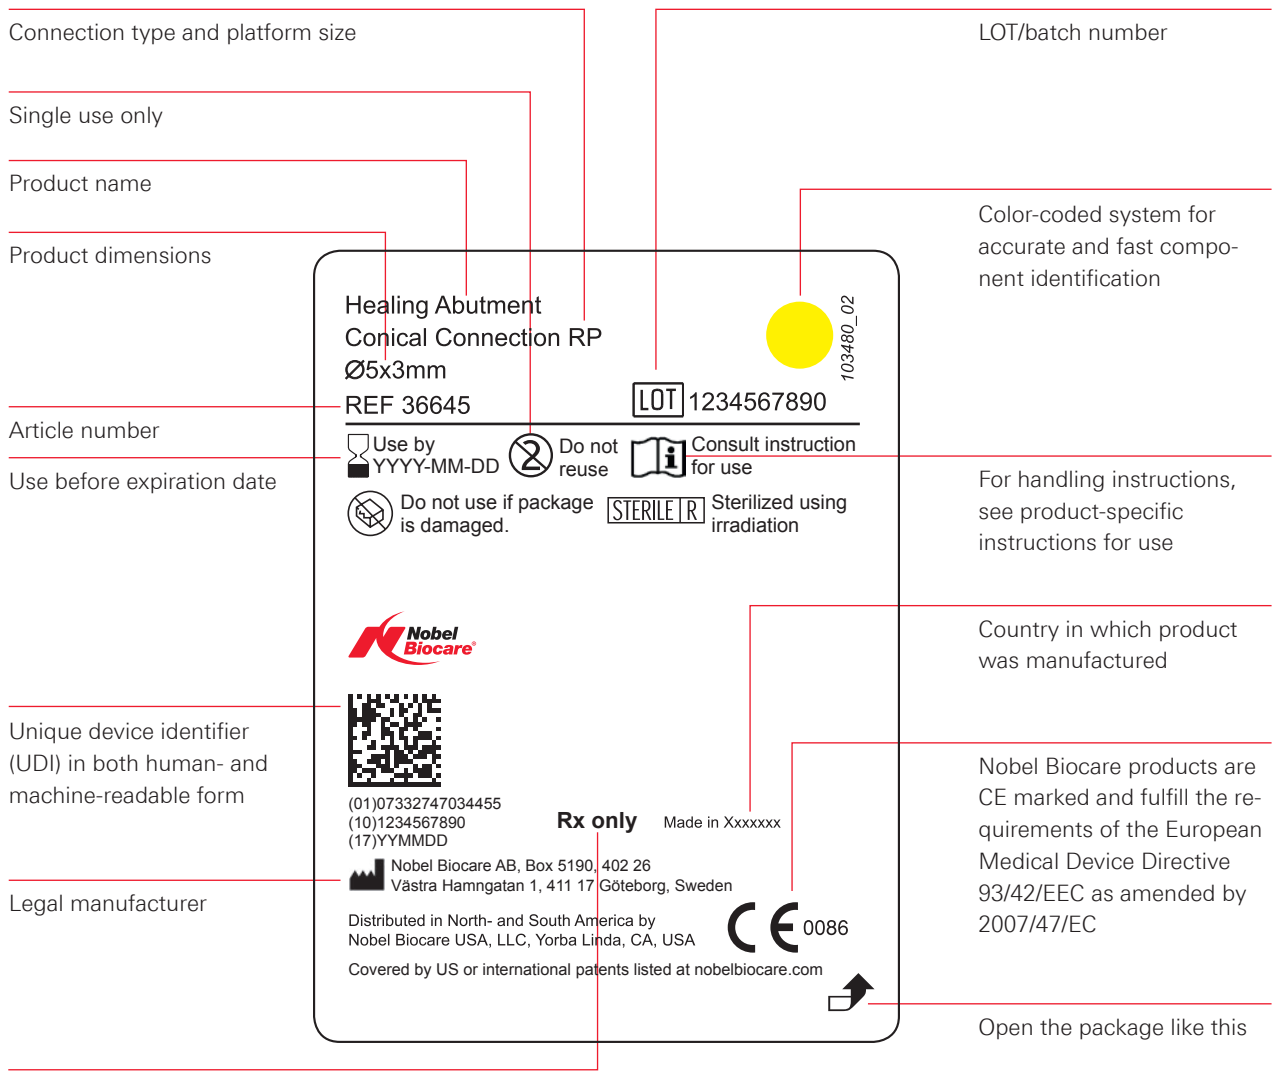 Connection type and platform size
Single use only
Product name
Product dimensions
Article number
Use before expiration date
Unique device identifier
(UDI) in both human- and
machine-readable form
Legal manufacturer
Healing Abutment
Conical Connection RP
Ø5x3mm
REF 36645
103480_02
LOT 1234567890
Use by
YYYY-MM-DD
2
Do not
reuse
i
Consult instruction
for use
Do not use if package
is damaged.
STERILE R
Sterilized using
irradiation
Nobel
Biocare®
(01)07332747034455
(10)1234567890
(17)YYMMDD
Rx only
Made in Xxxxxxx
Nobel Biocare AB, Box 5190, 402 26
Västra Hamngatan 1, 411 17 Göteborg, Sweden
Distributed in North- and South America by
Nobel Biocare USA, LLC, Yorba Linda, CA, USA
CE 0086
Covered by US or international patents listed at nobelbiocare.com
LOT/batch number
Color-coded system for
accurate and fast compo-
nent identification
For handling instructions,
see product-specific
instructions for use
Country in which product
was manufactured
Nobel Biocare products are
CE marked and fulfill the re-
quirements of the European
Medical Device Directive
93/42/EEC as amended by
2007/47/EC
Open the package like this